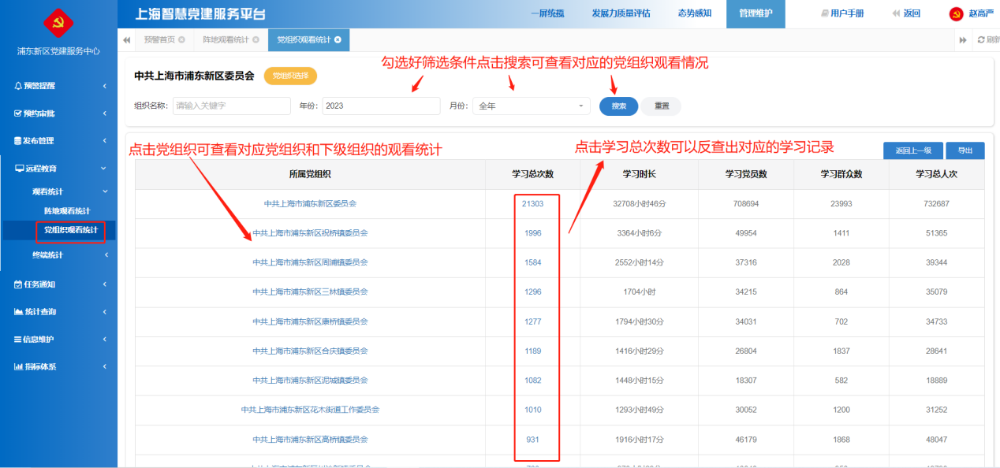 上海智慧党建服务平台
一屏统揽 发展力质量评估 态势感知 管理维护 用户手册 返回 赵高严
浦东新区党建服务中心
预警提醒
预约审批
发布管理
远程教育
观看统计
阵地观看统计
党组织观看统计
终端统计
任务通知
统计查询
信息维护
指标体系
预警首页 阵地观看统计 党组织观看统计 刷新
勾选好筛选条件点击搜索可查看对应的党组织观看情况
中共上海市浦东新区委员会 党组织选择
组织名称: 请输入关键字 年份: 2023 月份: 全年 搜索 重置
点击党组织可查看对应党组织和下级组织的观看统计 点击学习总次数可以反查出对应的学习记录
返回上一级 导出
所属党组织 学习总次数 学习时长 学习党员数 学习群众数 学习总人次
中共上海市浦东新区委员会 21303 32708小时46分 708694 23993 732687
中共上海市浦东新区祝桥镇委员会 1996 3364小时6分 49954 1411 51365
中共上海市浦东新区周浦镇委员会 1584 2552小时14分 37316 2028 39344
中共上海市浦东新区三林镇委员会 1296 1704小时 34215 864 35079
中共上海市浦东新区康桥镇委员会 1277 1794小时30分 34031 702 34733
中共上海市浦东新区合庆镇委员会 1189 1416小时29分 26804 1837 28641
中共上海市浦东新区泥城镇委员会 1082 1448小时15分 18307 582 18889
中共上海市浦东新区花木街道工作委员会 1010 1293小时49分 30052 1200 31252
中共上海市浦东新区高桥镇委员会 931 1916小时17分 46179 1868 48047